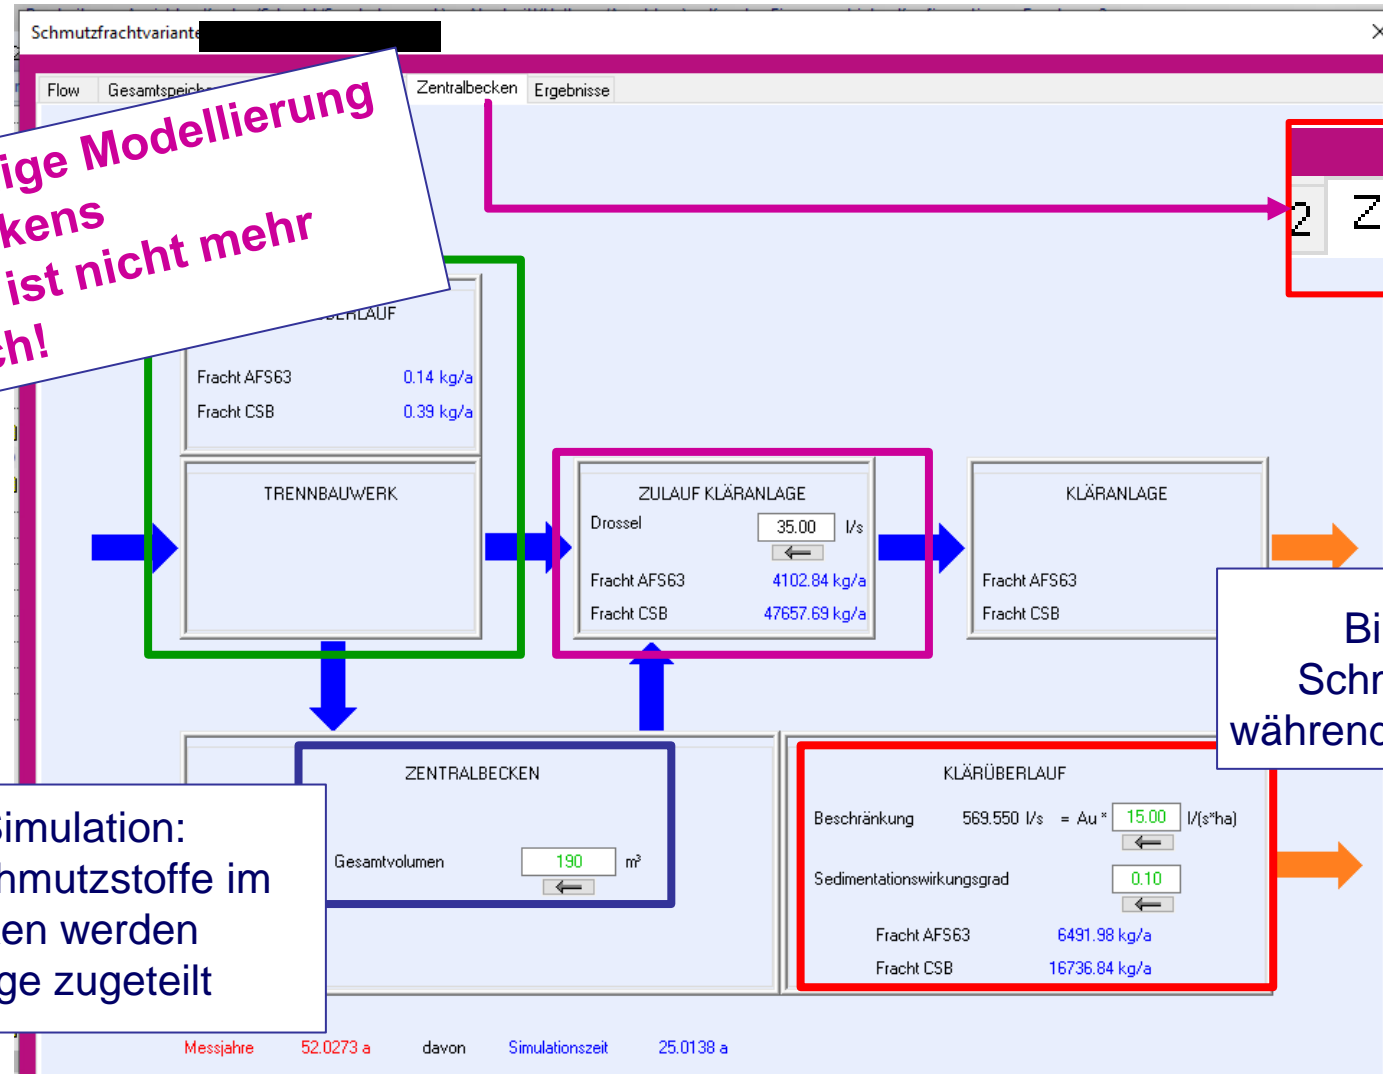 Schmutzfrachtvariante
Flow Zentralbecken Ergebnisse
ige Modellierung
kens
ist nicht mehr
ch!
2 Z
Fracht AFS63 0.14 kg/a
Fracht CSB 0.39 kg/a
TRENNBAUWERK
ZULAUF KLÄRANLAGE
Drossel 35.00 l/s
Fracht AFS63 4102.84 kg/a
Fracht CSB 47657.69 kg/a
KLÄRANLAGE
Fracht AFS63
Fracht CSB
Bi
Schm
während
ZENTRALBECKEN
Gesamtvolumen 190 m³
KLÄRÜBERLAUF
Beschränkung 569.550 l/s = Au * 15.00 l/(s*ha)
Sedimentationswirkungsgrad 0.10
Fracht AFS63 6491.98 kg/a
Fracht CSB 16736.84 kg/a
Simulation:
hmutzstoffe im
ken werden
ge zugeteilt
Messjahre 52.0273 a davon Simulationszeit 25.0138 a